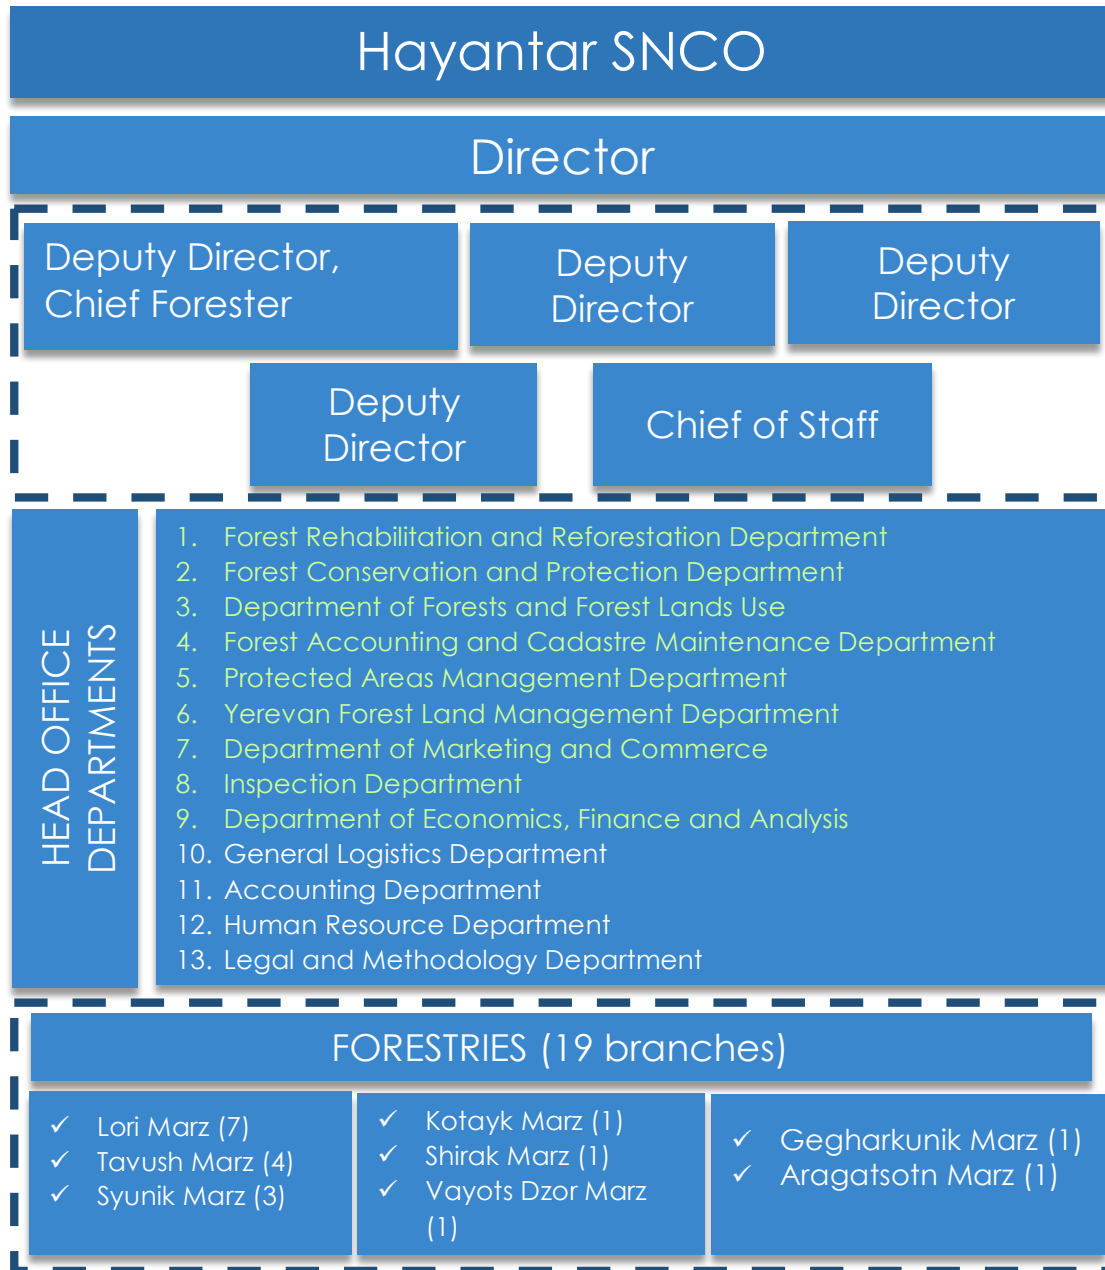 Hayantar SNCO
Director
Deputy Director,
Chief Forester
Deputy
Director
Deputy
Director
Deputy
Director
Chief of Staff
HEAD OFFICE
DEPARTMENTS
1. Forest Rehabilitation and Reforestation Department
2. Forest Conservation and Protection Department
3. Department of Forests and Forest Lands Use
4. Forest Accounting and Cadastre Maintenance Department
5. Protected Areas Management Department
6. Yerevan Forest Land Management Department
7. Department of Marketing and Commerce
8. Inspection Department
9. Department of Economics, Finance and Analysis
10. General Logistics Department
11. Accounting Department
12. Human Resource Department
13. Legal and Methodology Department
FORESTRIES (19 branches)
✓ Lori Marz (7)
✓ Tavush Marz (4)
✓ Syunik Marz (3)
✓ Kotayk Marz (1)
✓ Shirak Marz (1)
✓ Vayots Dzor Marz
(1)
✓ Gegharkunik Marz (1)
✓ Aragatsotn Marz (1)